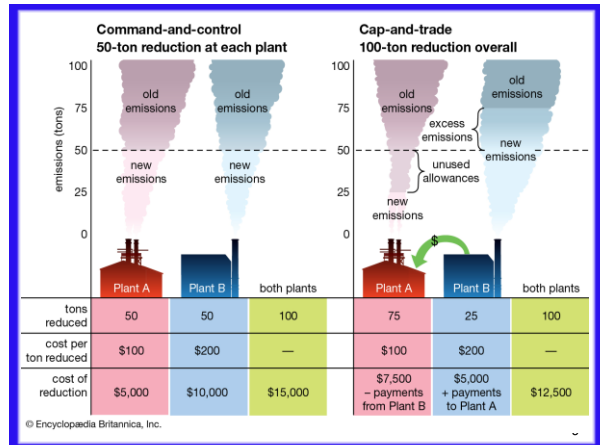 Command-and-control
50-ton reduction at each plant
Cap-and-trade
100-ton reduction overall
emissions (tons)
100
75
50
25
0
old
emissions
old
emissions
new
emissions
new
emissions
Plant A
Plant B
both plants
100
75
50
25
0
old
emissions
old
emissions
excess
emissions
new
emissions
unused
allowances
new
emissions
$
Plant A
Plant B
both plants
tons
reduced
50
50
100
75
25
100
cost per
ton reduced
$100
$200
—
$100
$200
—
cost of
reduction
$5,000
$10,000
$15,000
$7,500
– payments
from Plant B
$5,000
+ payments
to Plant A
$12,500
© Encyclopædia Britannica, Inc.